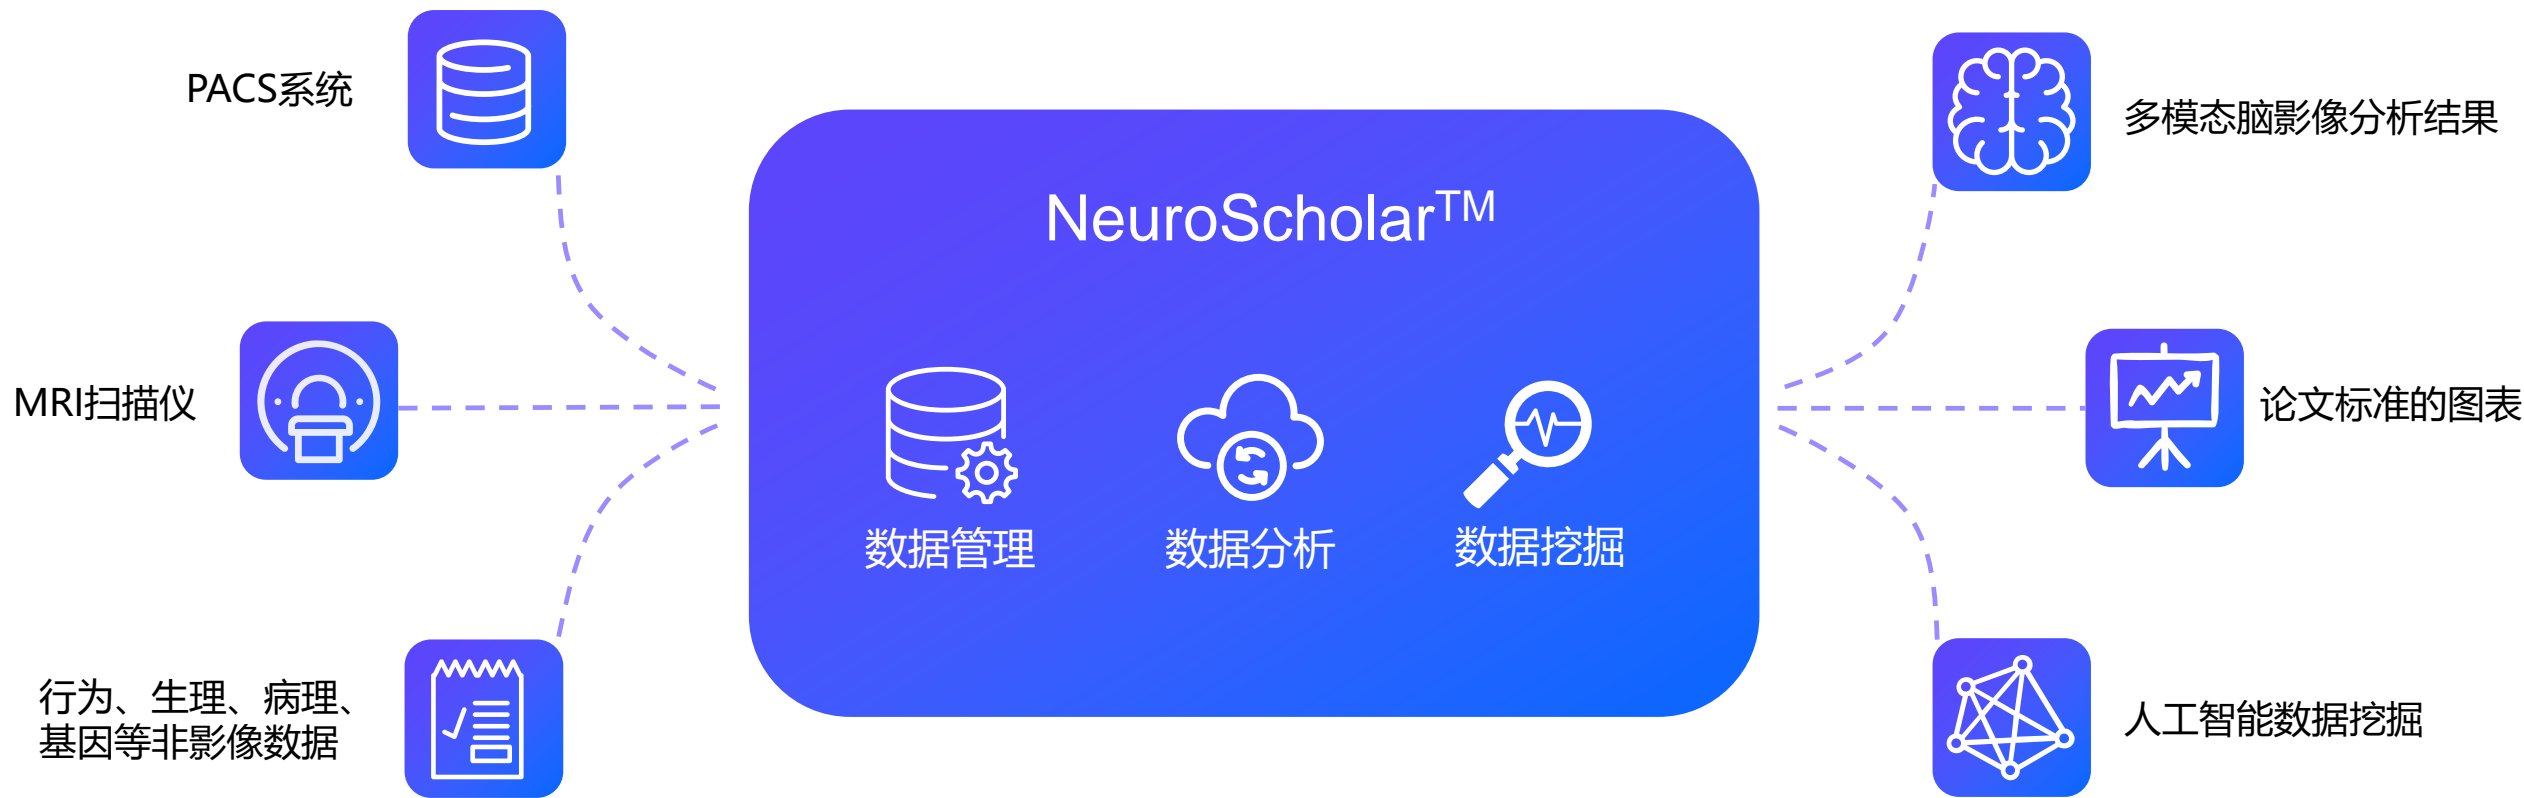 PACS系统
MRI扫描仪
行为、生理、病理、
基因等非影像数据
NeuroScholar™
数据管理
数据分析
数据挖掘
多模态脑影像分析结果
论文标准的图表
人工智能数据挖掘